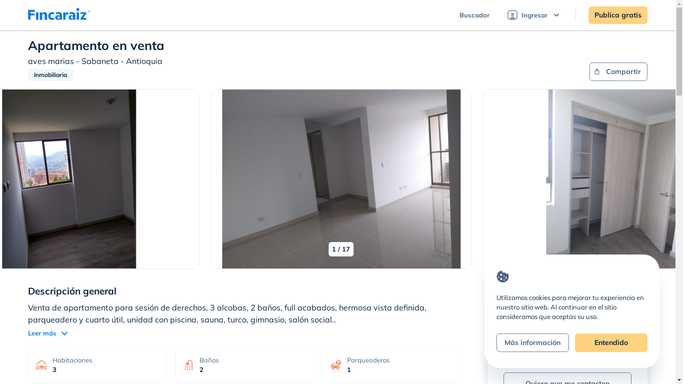 Fincaraiz
Buscador
Ingresar
Publica gratis
Apartamento en venta
aves marias - Sabaneta - Antioquia
Inmobiliaria
Compartir
1 / 17
Descripción general
Venta de apartamento para sesión de derechos, 3 alcobas, 2 baños, full acabados, hermosa vista definida,
parqueadero y cuarto útil, unidad con piscina, sauna, turco, gimnasio, salón social...
Leer más
Habitaciones
3
Baños
2
Parqueaderos
1
Utilizamos cookies para mejorar tu experiencia en
nuestro sitio web. Al continuar en el sitio
consideramos que aceptas su uso.
Más información
Entendido
Quiero que me contacten